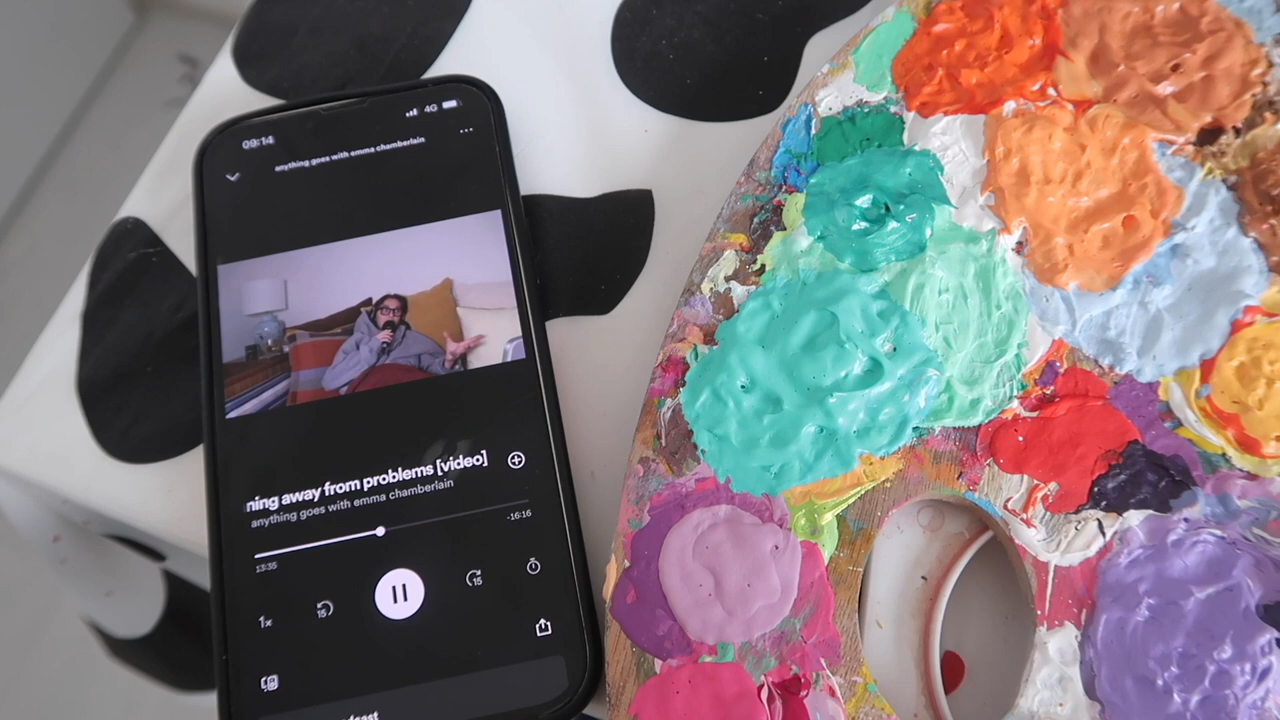 09:14
4G
anything goes with emma chamberlain
ning away from problems [video]
anything goes with emma chamberlain
13:35
-16:16
1x
15
15